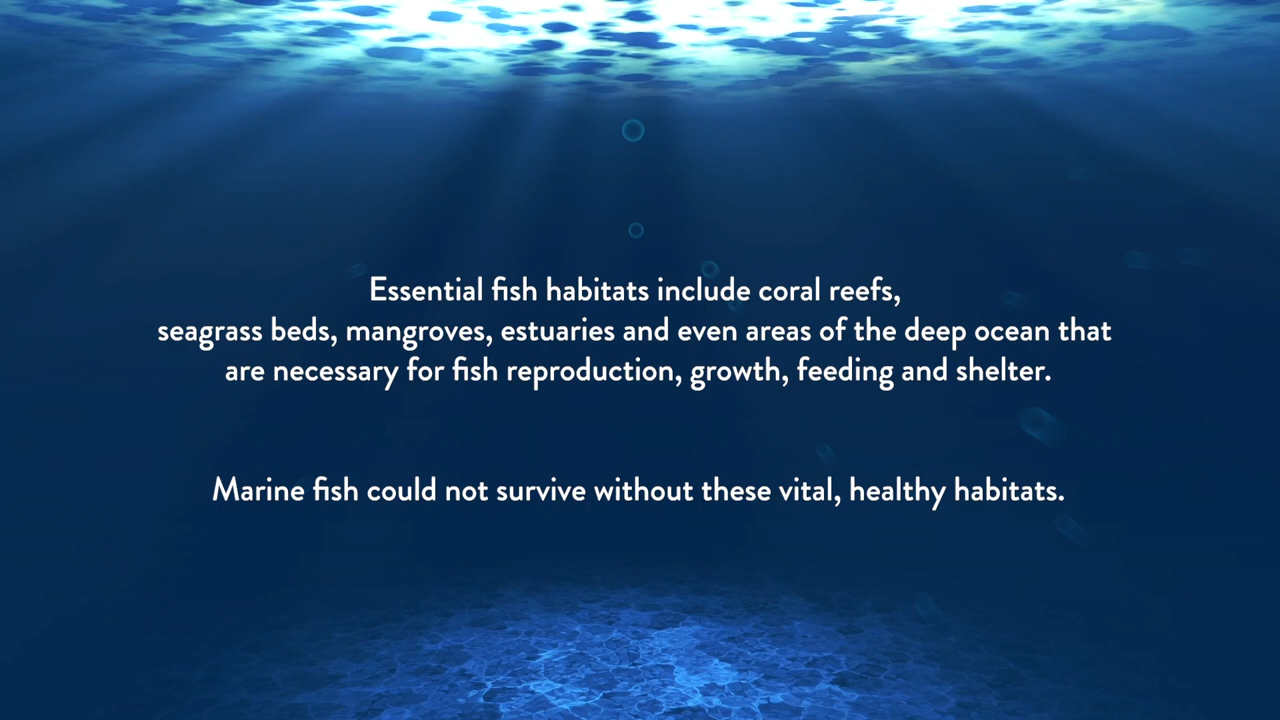 Essential fish habitats include coral reefs,
seagrass beds, mangroves, estuaries and even areas of the deep ocean that
are necessary for fish reproduction, growth, feeding and shelter.
Marine fish could not survive without these vital, healthy habitats.